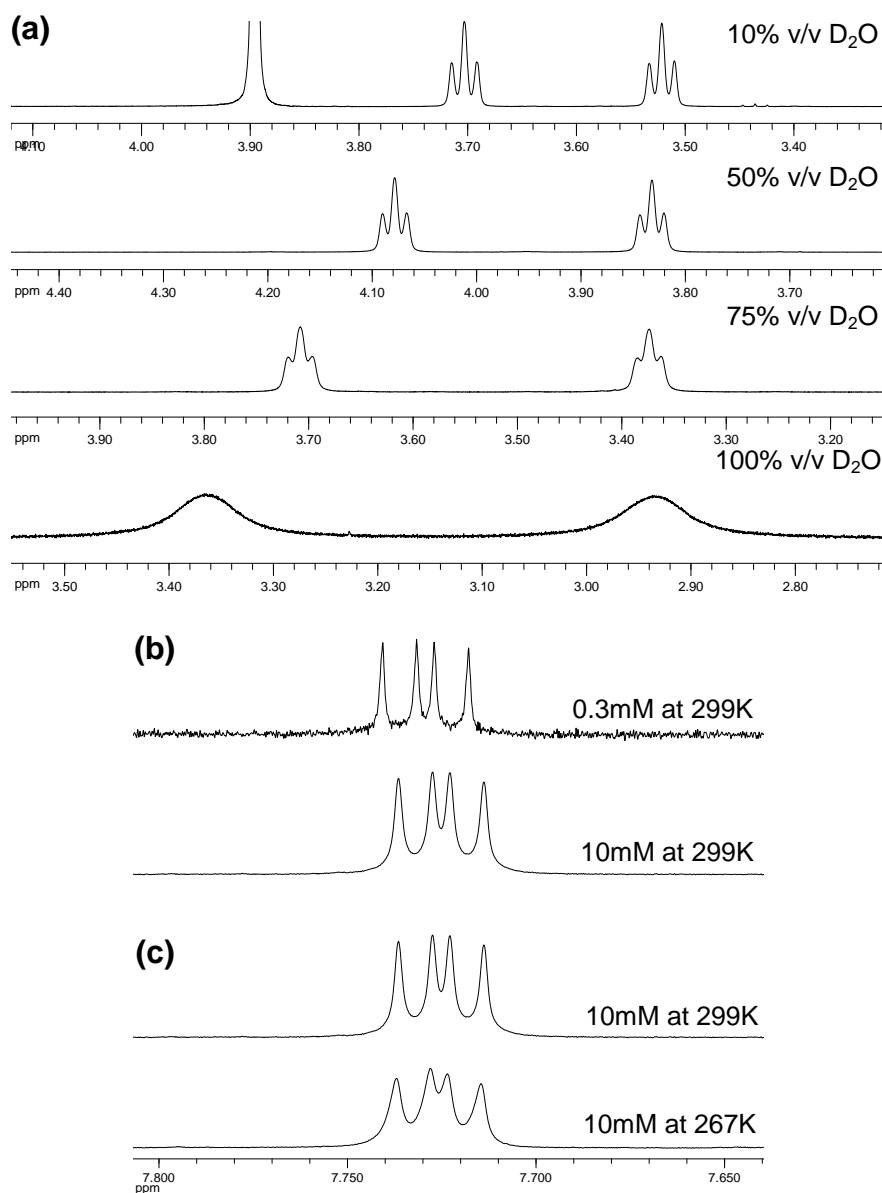 (a)
10% v/v D₂O
ppm 4.10 4.00 3.90 3.80 3.70 3.60 3.50 3.40
50% v/v D₂O
ppm 4.40 4.30 4.20 4.10 4.00 3.90 3.80 3.70
75% v/v D₂O
ppm 3.90 3.80 3.70 3.60 3.50 3.40 3.30 3.20
100% v/v D₂O
ppm 3.50 3.40 3.30 3.20 3.10 3.00 2.90 2.80
(b)
0.3mM at 299K
10mM at 299K
(c)
10mM at 299K
10mM at 267K
7.800 7.750 7.700 7.650
ppm